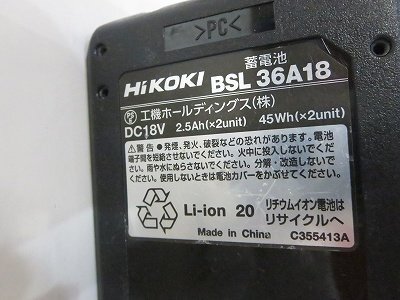 >PC<
蓄電池
HiKOKI BSL 36A18
工機ホールディングス(株)
DC18V 2.5Ah(×2unit) 45Wh(×2unit)
⚠警告 ●発煙、発火、破裂などの恐れがあります。電池
端子間を短絡させないでください。火中に投入しないでくだ
さい。雨や水にぬらさないでください。分解・改造しないで
ください。使用しないときは電池カバーをかぶせてください。
Li-ion 20
リチウムイオン電池は
リサイクルへ
Made in China C355413A